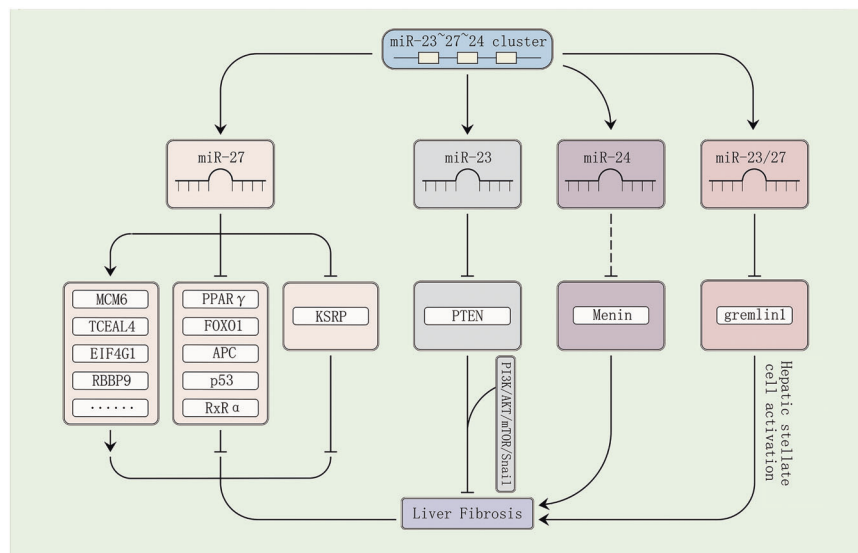 miR-23~27~24 cluster
miR-27
miR-23
miR-24
miR-23/27
MCM6
TCEAL4
EIF4G1
RBBP9
······
PPARγ
FOXO1
APC
p53
RxRα
KSRP
PTEN
Menin
gremlin1
PI3K/AKT/mTOR/Snail
Hepatic stellate
cell activation
Liver Fibrosis